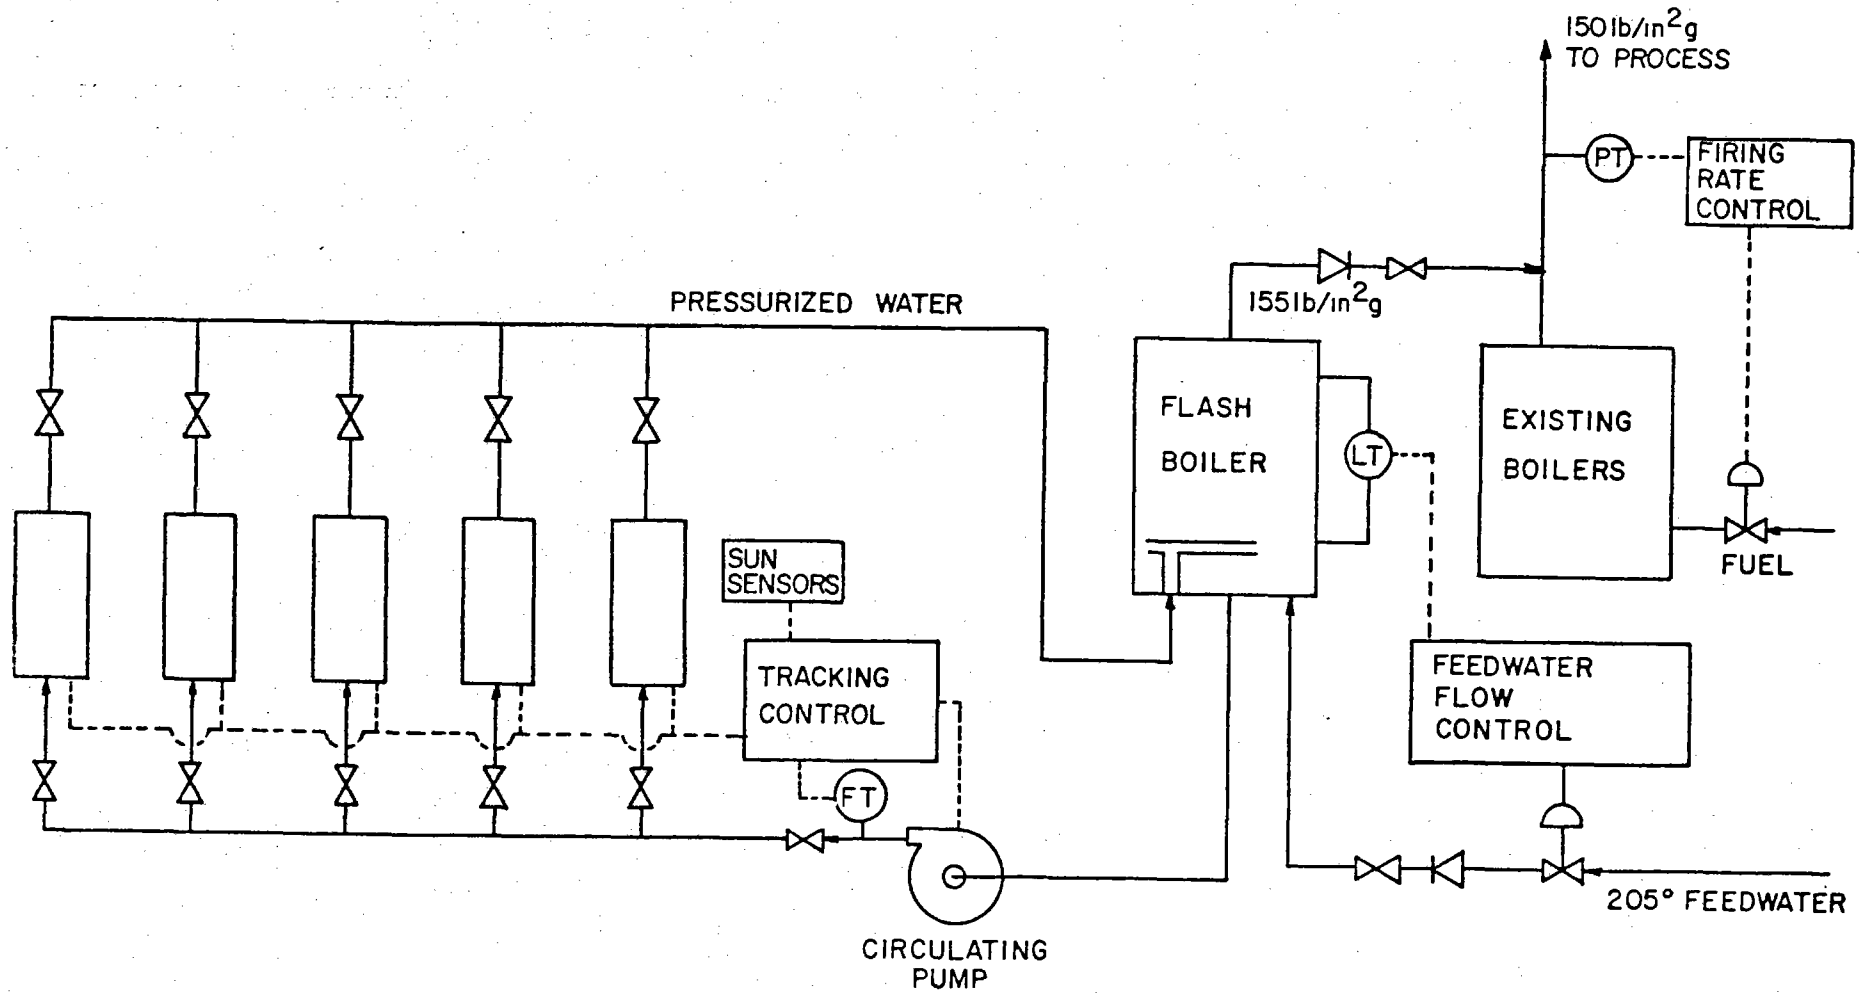 150 lb/in²g
TO PROCESS
PT
FIRING
RATE
CONTROL
155 lb/in²g
PRESSURIZED WATER
FLASH
BOILER
LT
EXISTING
BOILERS
FUEL
SUN
SENSORS
TRACKING
CONTROL
FT
FEEDWATER
FLOW
CONTROL
205° FEEDWATER
CIRCULATING
PUMP